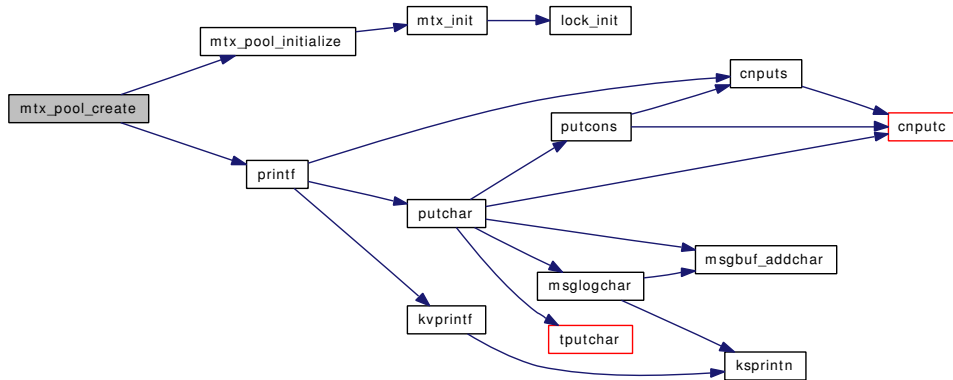 mtx_init
lock_init
mtx_pool_initialize
cnputs
mtx_pool_create
putcons
cnputc
printf
putchar
msgbuf_addchar
msglogchar
kvprintf
tputchar
ksprintn